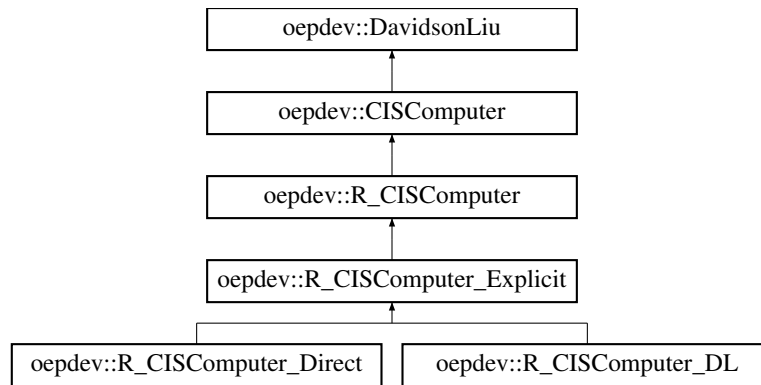 oepdev::DavidsonLiu
oepdev::CISComputer
oepdev::R_CISComputer
oepdev::R_CISComputer_Explicit
oepdev::R_CISComputer_Direct
oepdev::R_CISComputer_DL